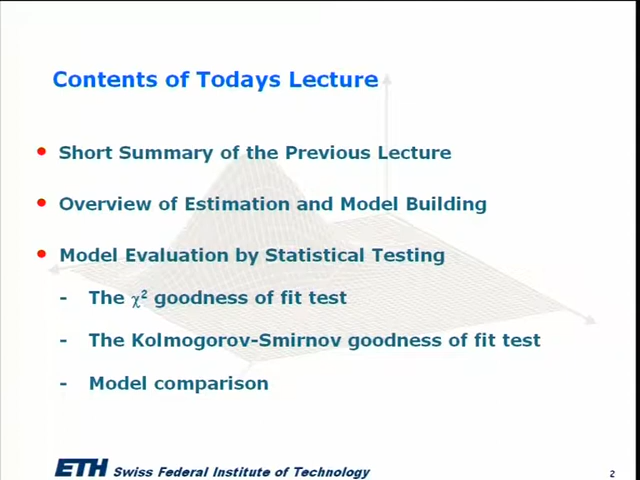 Contents of Todays Lecture
• Short Summary of the Previous Lecture
• Overview of Estimation and Model Building
• Model Evaluation by Statistical Testing
- The χ² goodness of fit test
- The Kolmogorov-Smirnov goodness of fit test
- Model comparison
ETH Swiss Federal Institute of Technology
2